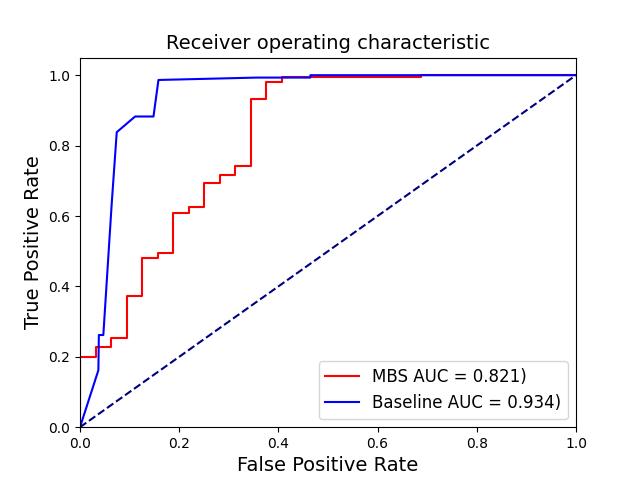 Receiver operating characteristic
True Positive Rate
1.0
0.8
0.6
0.4
0.2
0.0
MBS AUC = 0.821)
Baseline AUC = 0.934)
0.0 0.2 0.4 0.6 0.8 1.0
False Positive Rate